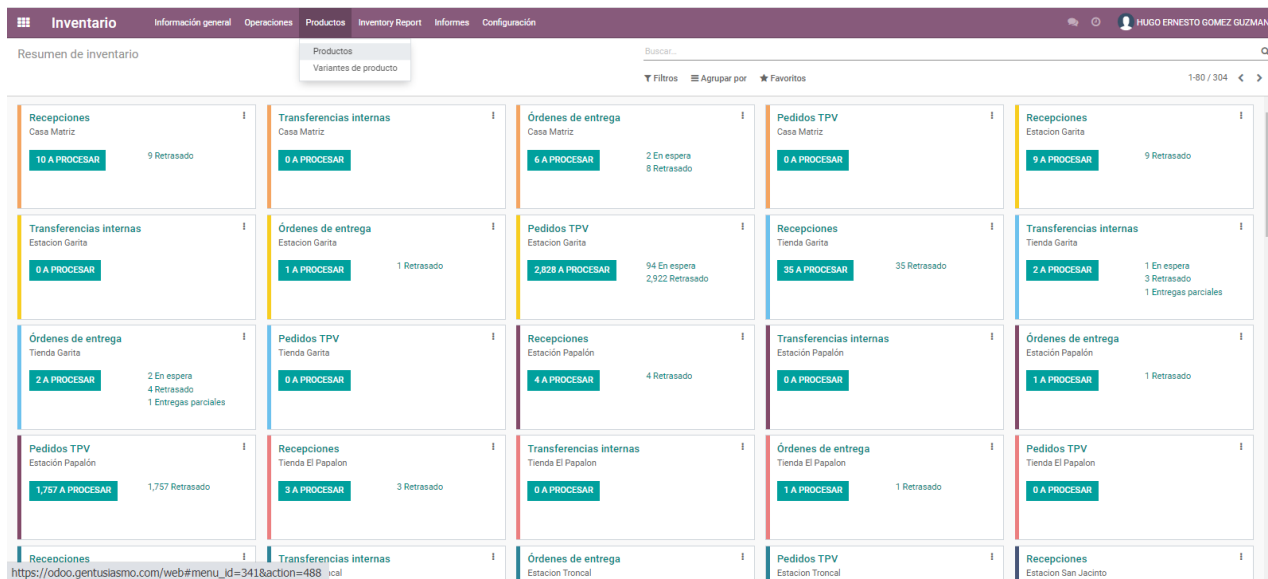 Inventario Información general Operaciones Productos Inventory Report Informes Configuración HUGO ERNESTO GOMEZ GUZMAN
Resumen de inventario
Productos
Variantes de producto
Buscar...
Filtros Agrupar por Favoritos 1-80 / 304
Recepciones
Casa Matriz
10 A PROCESAR
9 Retrasado
Transferencias internas
Casa Matriz
0 A PROCESAR
Órdenes de entrega
Casa Matriz
6 A PROCESAR
2 En espera
8 Retrasado
Pedidos TPV
Casa Matriz
0 A PROCESAR
Recepciones
Estacion Garita
9 A PROCESAR
9 Retrasado
Transferencias internas
Estacion Garita
0 A PROCESAR
Órdenes de entrega
Estacion Garita
1 A PROCESAR
1 Retrasado
Pedidos TPV
Estacion Garita
2,828 A PROCESAR
94 En espera
2,922 Retrasado
Recepciones
Tienda Garita
35 A PROCESAR
35 Retrasado
Transferencias internas
Tienda Garita
2 A PROCESAR
1 En espera
3 Retrasado
1 Entregas parciales
Órdenes de entrega
Tienda Garita
2 A PROCESAR
2 En espera
4 Retrasado
1 Entregas parciales
Pedidos TPV
Tienda Garita
0 A PROCESAR
Recepciones
Estación Papalón
4 A PROCESAR
4 Retrasado
Transferencias internas
Estación Papalón
0 A PROCESAR
Órdenes de entrega
Estación Papalón
1 A PROCESAR
1 Retrasado
Pedidos TPV
Estación Papalón
1,757 A PROCESAR
1,757 Retrasado
Recepciones
Tienda El Papalon
3 A PROCESAR
3 Retrasado
Transferencias internas
Tienda El Papalon
0 A PROCESAR
Órdenes de entrega
Tienda El Papalon
1 A PROCESAR
1 Retrasado
Pedidos TPV
Tienda El Papalon
0 A PROCESAR
Recepciones
Transferencias internas
Órdenes de entrega
Estacion Troncal
Pedidos TPV
Estacion Troncal
Recepciones
Estacion San Jacinto
https://odoo.gentusiasmo.com/web#menu_id=341&action=488